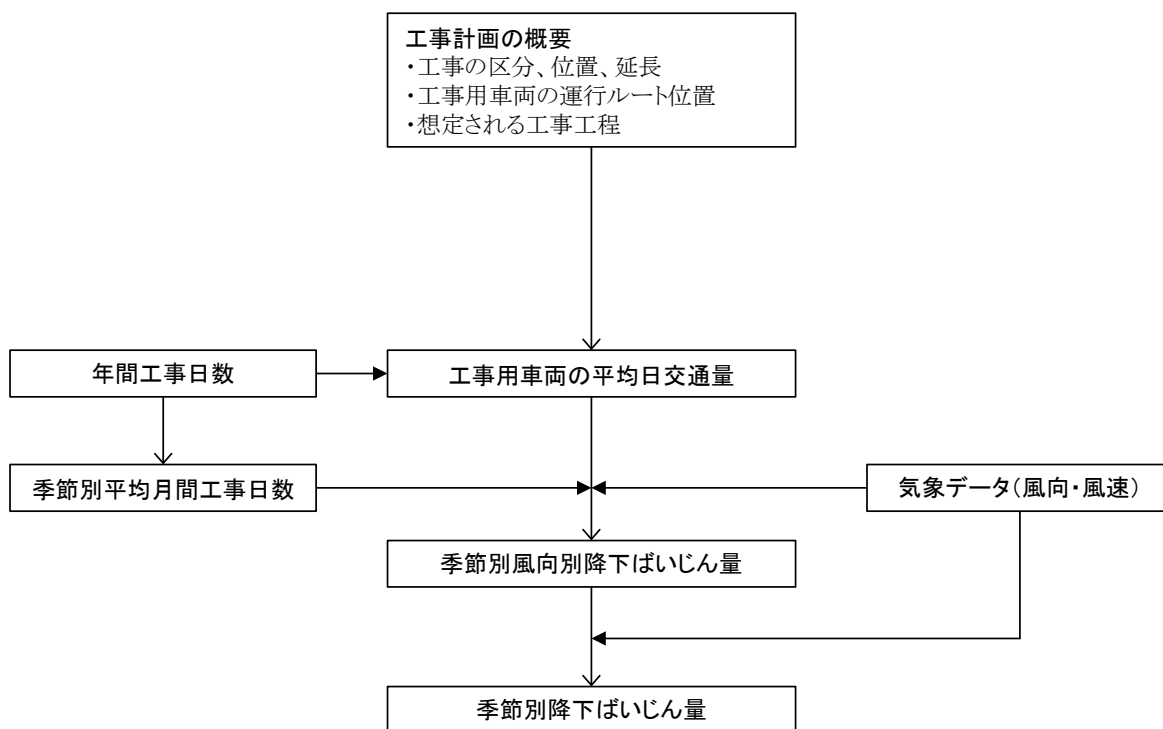 工事計画の概要
・工事の区分、位置、延長
・工事用車両の運行ルート位置
・想定される工事工程
年間工事日数
工事用車両の平均日交通量
季節別平均月間工事日数
気象データ(風向・風速)
季節別風向別降下ばいじん量
季節別降下ばいじん量